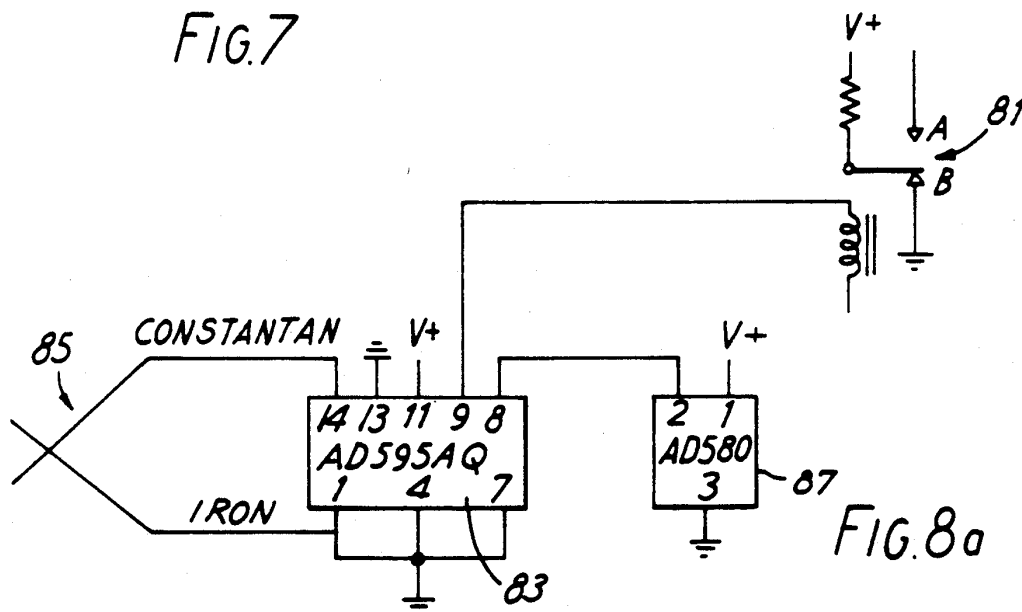 FIG.7
V+
A
81
B
CONSTANTAN
85
V+
V+
14 13 11 9 8
2 1
AD595AQ
AD580
1 4 7
3
87
IRON
83
FIG.8a